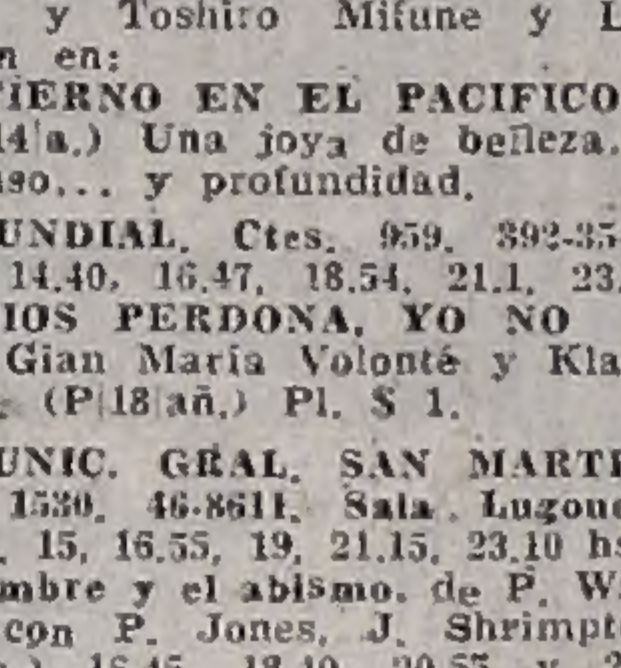 y Toshiro Mifune y L
n en:
TIERNO EN EL PACIFICO
14 a.) Una joya de belleza.
y profundidad.
UNDIAL. Ctes. 959. 392-35
14.40, 16.47, 18.54, 21.1, 23.
IOS PERDONA, YO NO
Gian María Volonté y Kla
(P|18 añ.) Pl. $ 1.
UNIC. GRAL. SAN MARTI
1530. 46-8611. Sala Lugone
15, 16.55, 19, 21.15, 23.10 hs
mbre y el abismo. de P. W
con P. Jones, J. Shrimpt